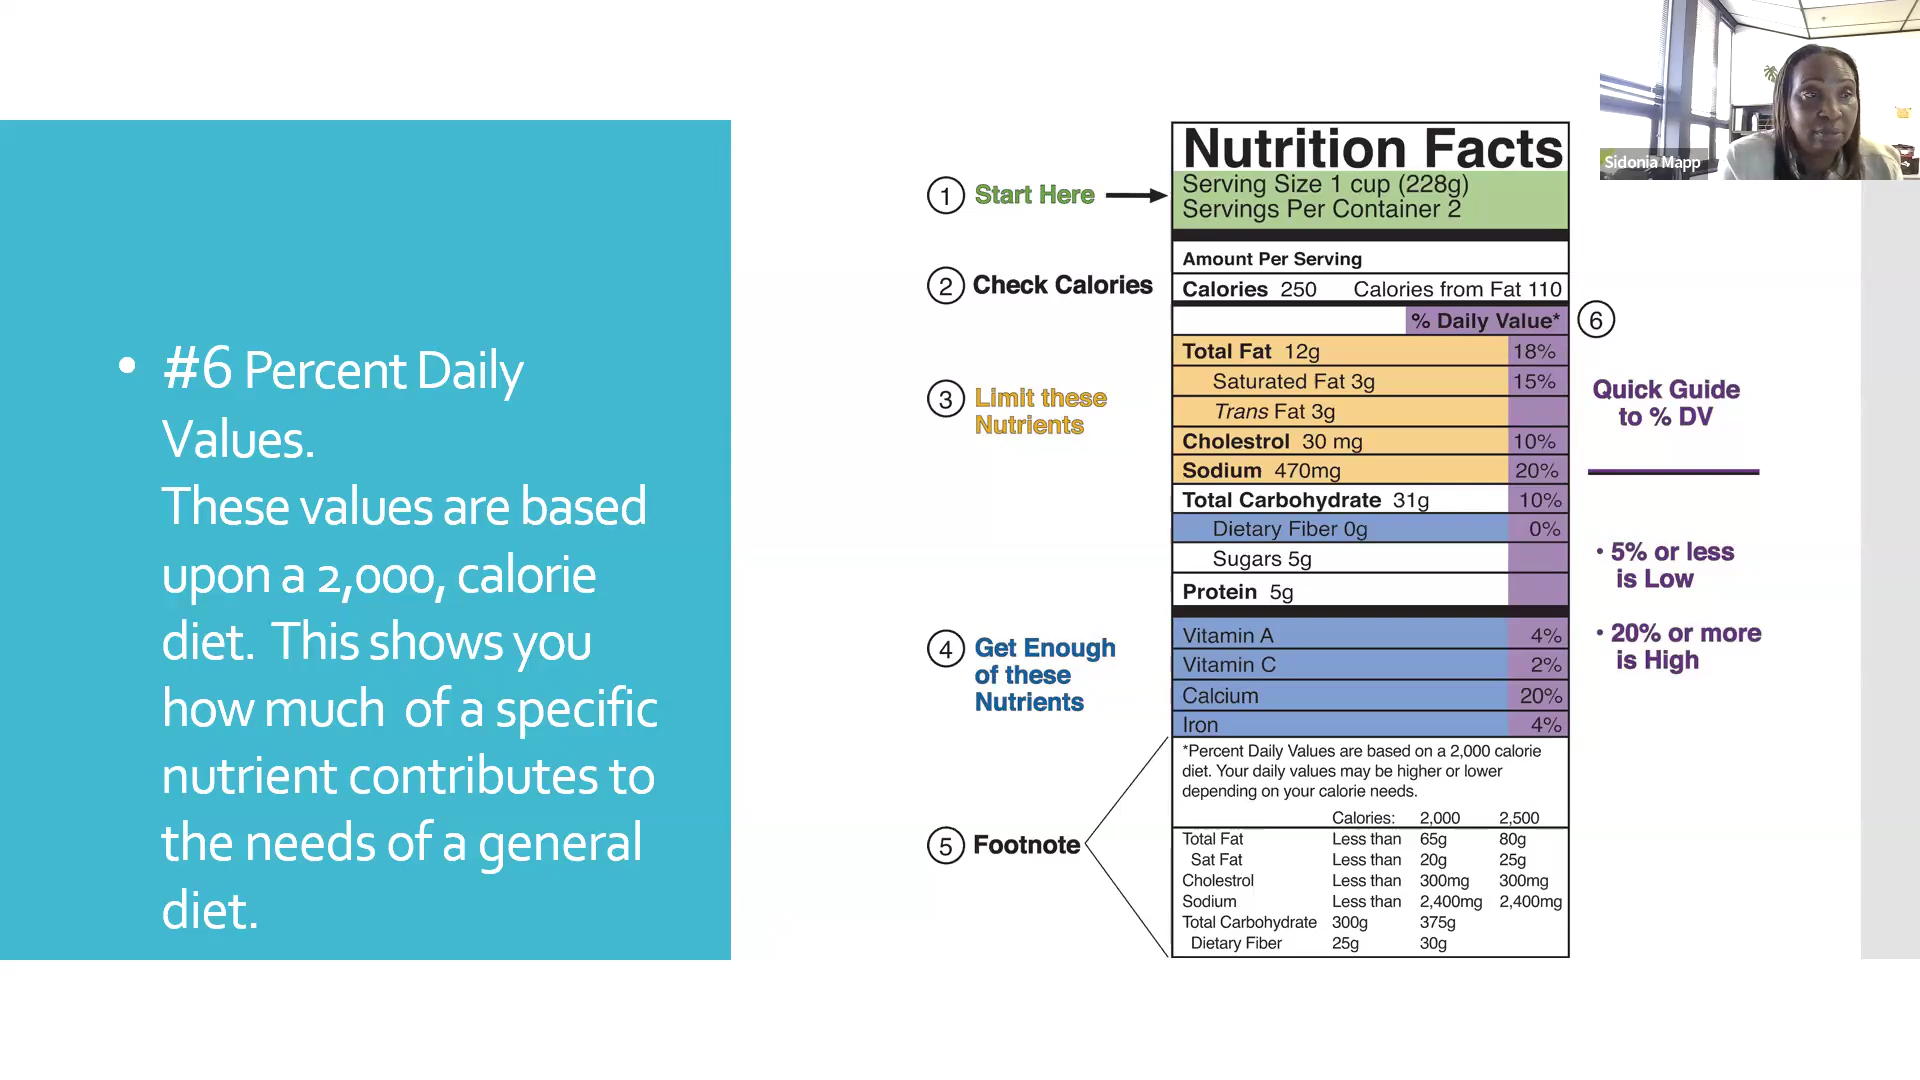 • #6 Percent Daily
Values.
These values are based
upon a 2,000, calorie
diet. This shows you
how much of a specific
nutrient contributes to
the needs of a general
diet.
1 Start Here
2 Check Calories
3 Limit these
Nutrients
4 Get Enough
of these
Nutrients
5 Footnote
Nutrition Facts
Serving Size 1 cup (228g)
Servings Per Container 2
Amount Per Serving
Calories 250 Calories from Fat 110
% Daily Value*
Total Fat 12g 18%
Saturated Fat 3g 15%
Trans Fat 3g
Cholestrol 30 mg 10%
Sodium 470mg 20%
Total Carbohydrate 31g 10%
Dietary Fiber 0g 0%
Sugars 5g
Protein 5g
Vitamin A 4%
Vitamin C 2%
Calcium 20%
Iron 4%
*Percent Daily Values are based on a 2,000 calorie
diet. Your daily values may be higher or lower
depending on your calorie needs.
Calories: 2,000 2,500
Total Fat Less than 65g 80g
Sat Fat Less than 20g 25g
Cholestrol Less than 300mg 300mg
Sodium Less than 2,400mg 2,400mg
Total Carbohydrate 300g 375g
Dietary Fiber 25g 30g
6
Quick Guide
to % DV
• 5% or less
is Low
• 20% or more
is High
Sidonia Mapp